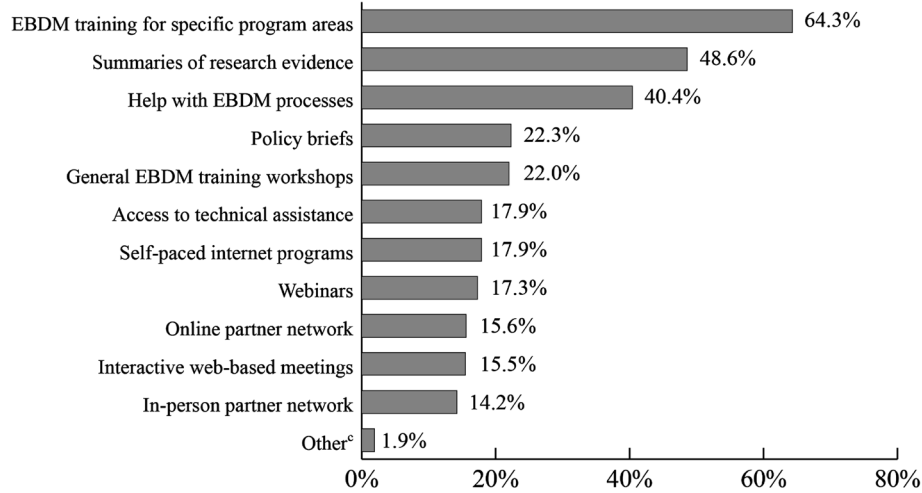 EBDM training for specific program areas 64.3%
Summaries of research evidence 48.6%
Help with EBDM processes 40.4%
Policy briefs 22.3%
General EBDM training workshops 22.0%
Access to technical assistance 17.9%
Self-paced internet programs 17.9%
Webinars 17.3%
Online partner network 15.6%
Interactive web-based meetings 15.5%
In-person partner network 14.2%
Otherᶜ 1.9%
0% 20% 40% 60% 80%